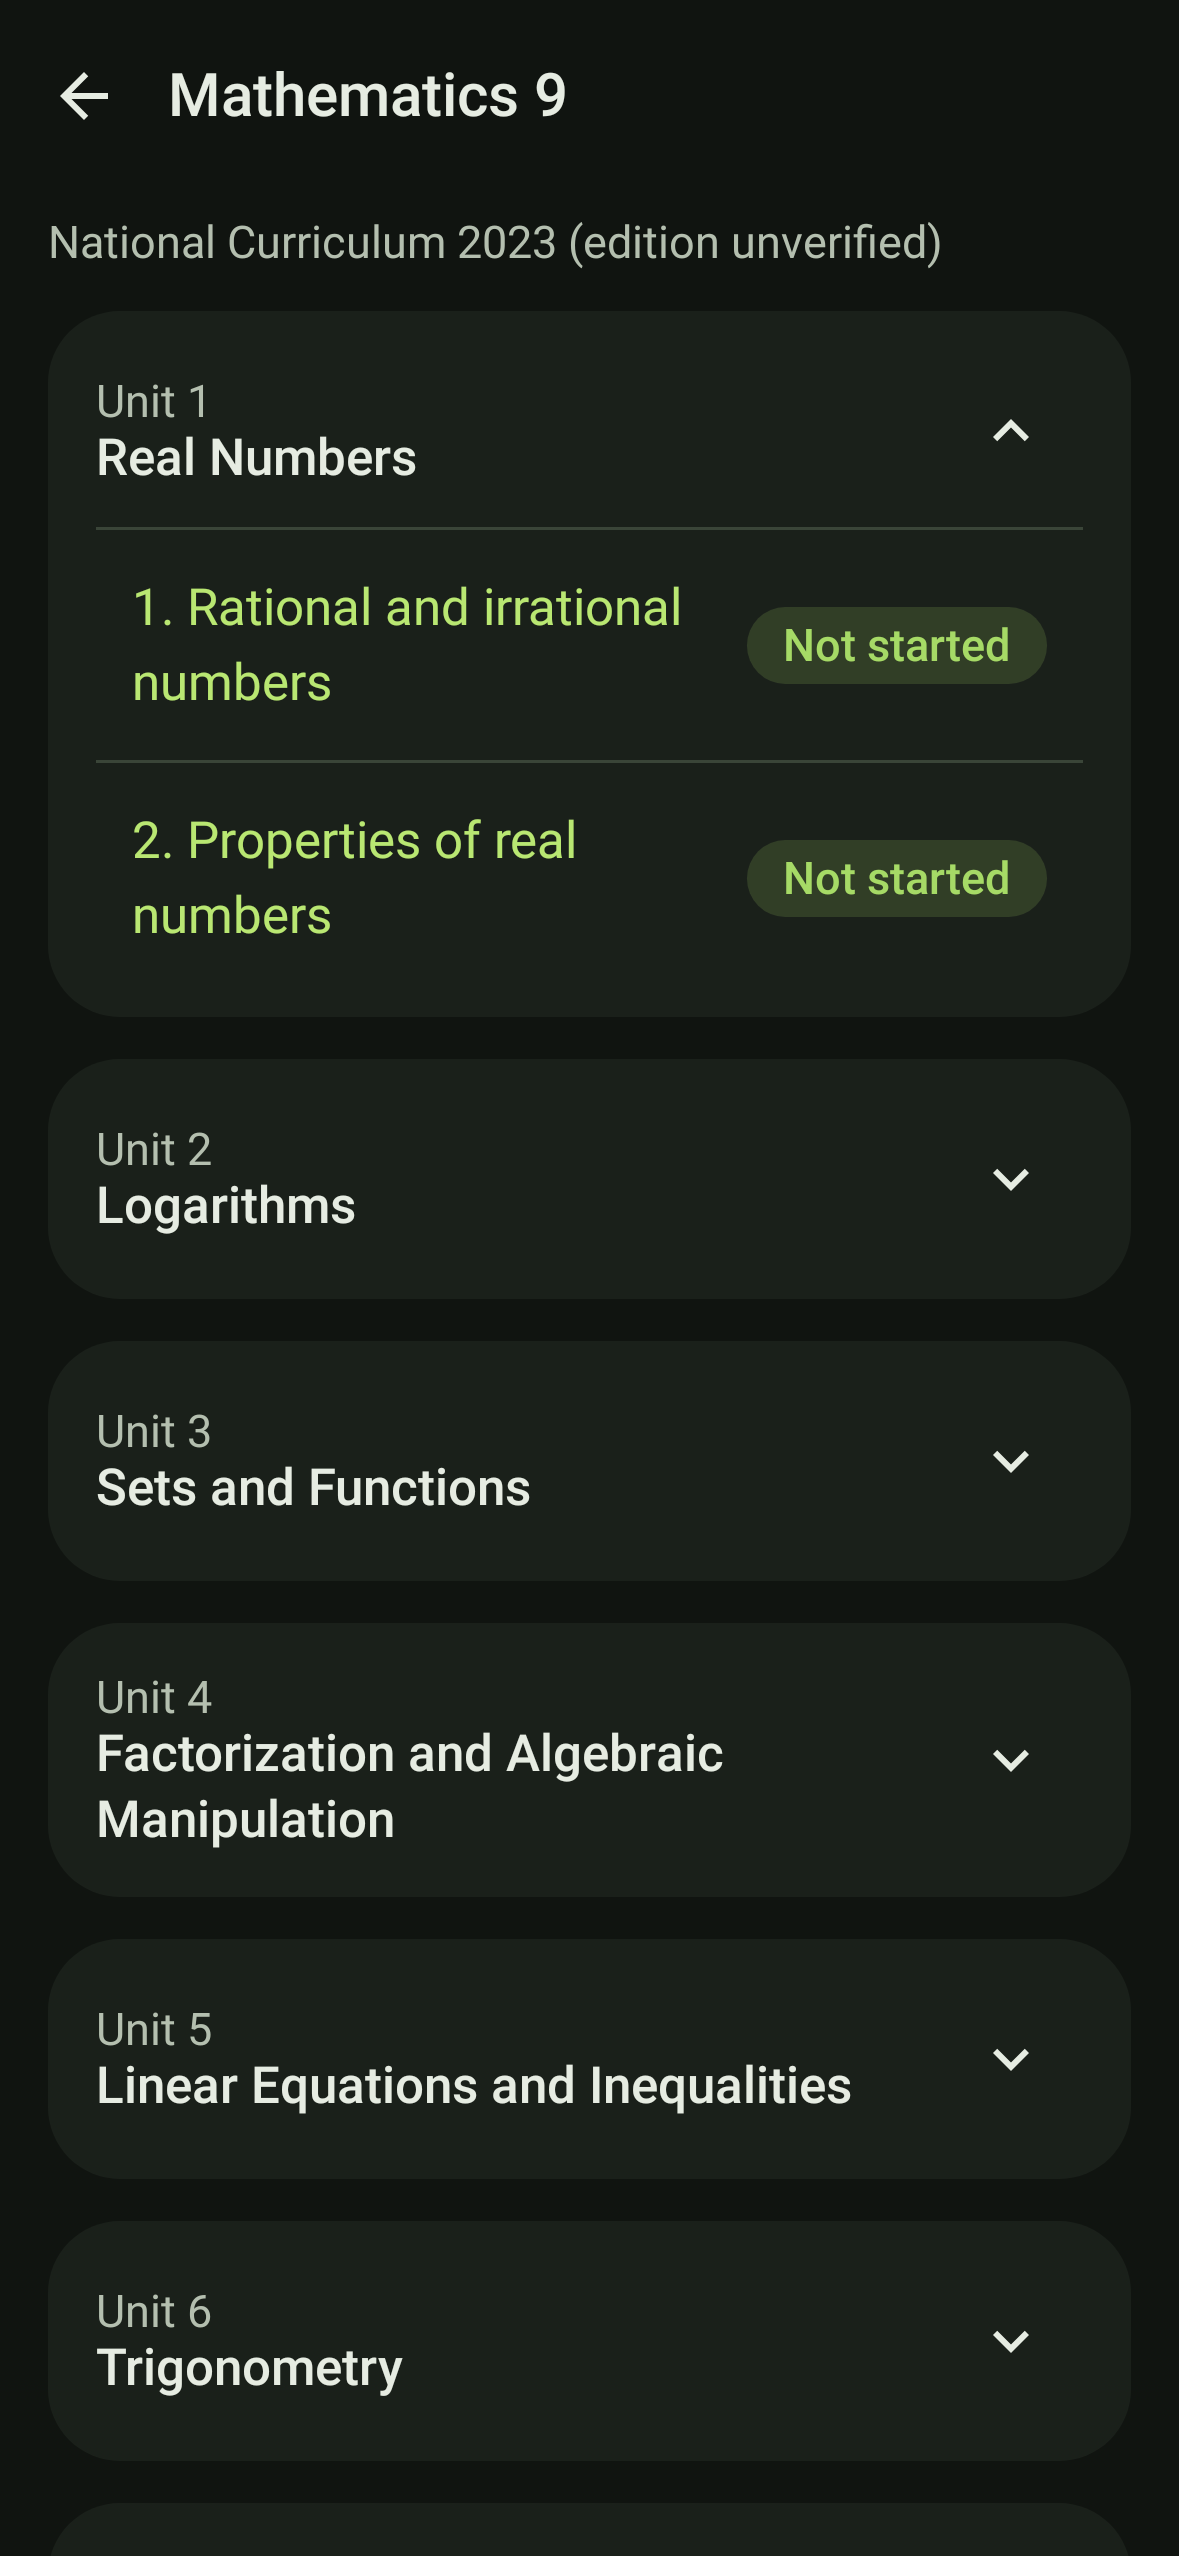 Mathematics 9
National Curriculum 2023 (edition unverified)
Unit 1
Real Numbers
1. Rational and irrational
numbers
Not started
2. Properties of real
numbers
Not started
Unit 2
Logarithms
Unit 3
Sets and Functions
Unit 4
Factorization and Algebraic
Manipulation
Unit 5
Linear Equations and Inequalities
Unit 6
Trigonometry